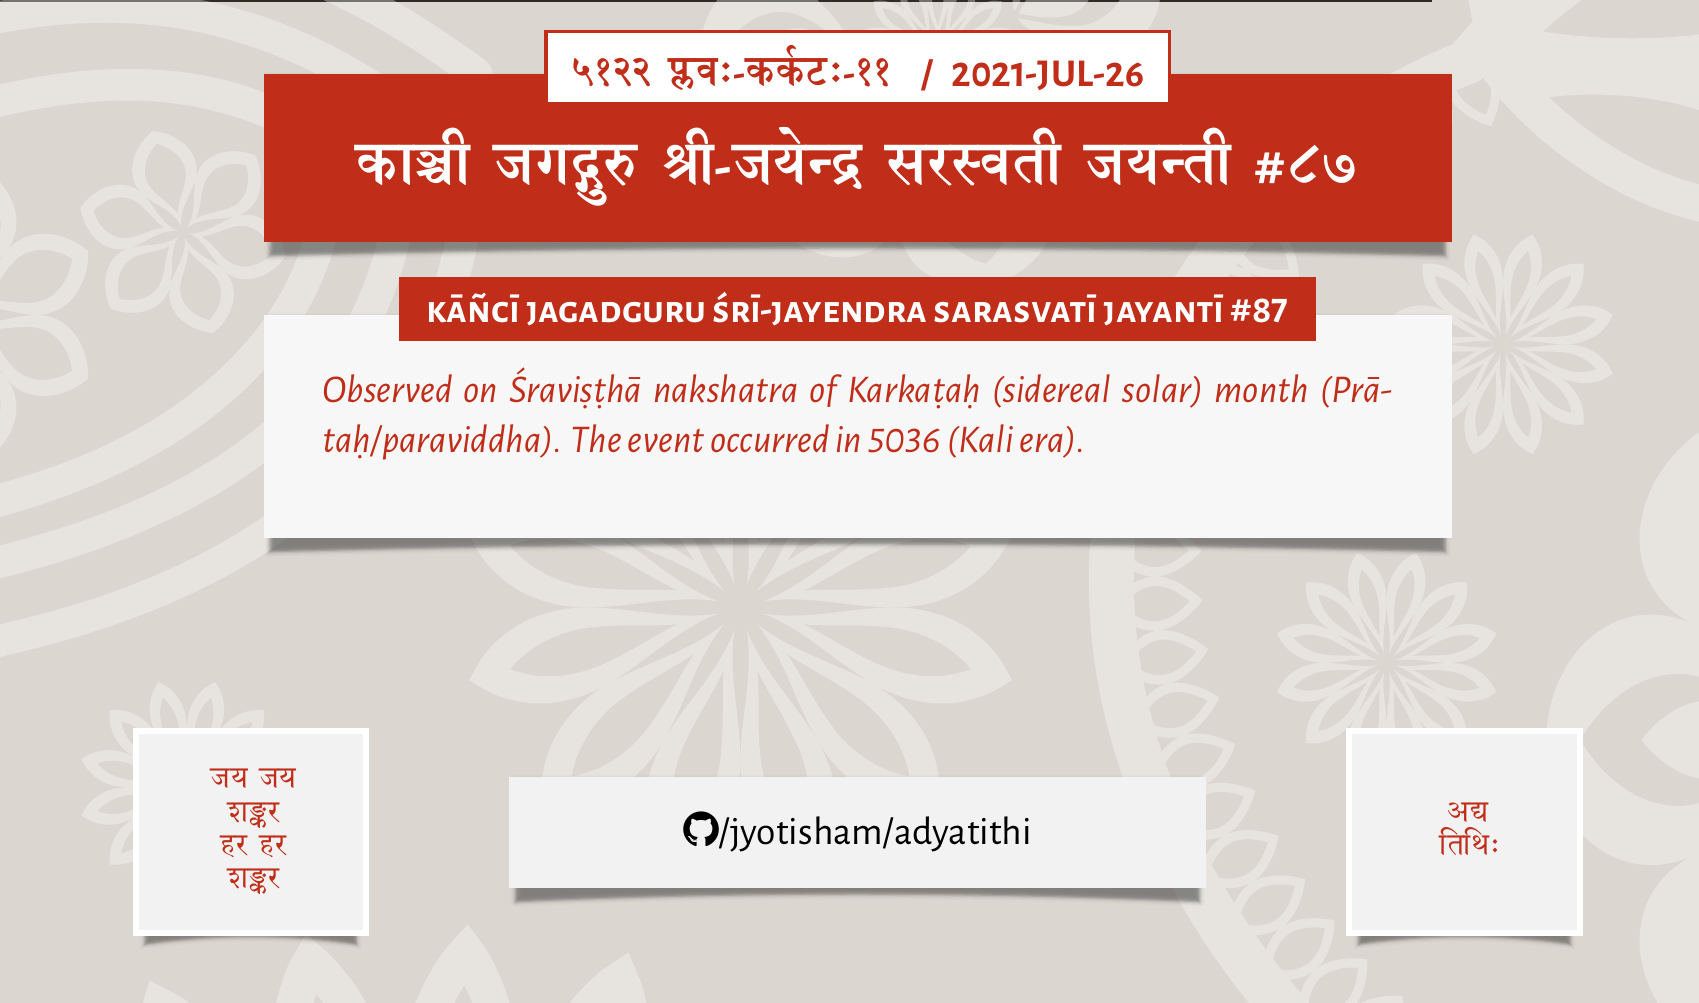 ५१२२ प्लवः-कर्कटः-११ / 2021-JUL-26
काञ्ची जगद्गुरु श्री-जयेन्द्र सरस्वती जयन्ती #८७
KĀÑCĪ JAGADGURU ŚRĪ-JAYENDRA SARASVATĪ JAYANTĪ #87
Observed on Śraviṣṭhā nakshatra of Karkaṭaḥ (sidereal solar) month (Prā-
taḥ/paraviddha). The event occurred in 5036 (Kali era).
जय जय
शङ्कर
हर हर
शङ्कर
/jyotisham/adyatithi
अद्य
तिथिः